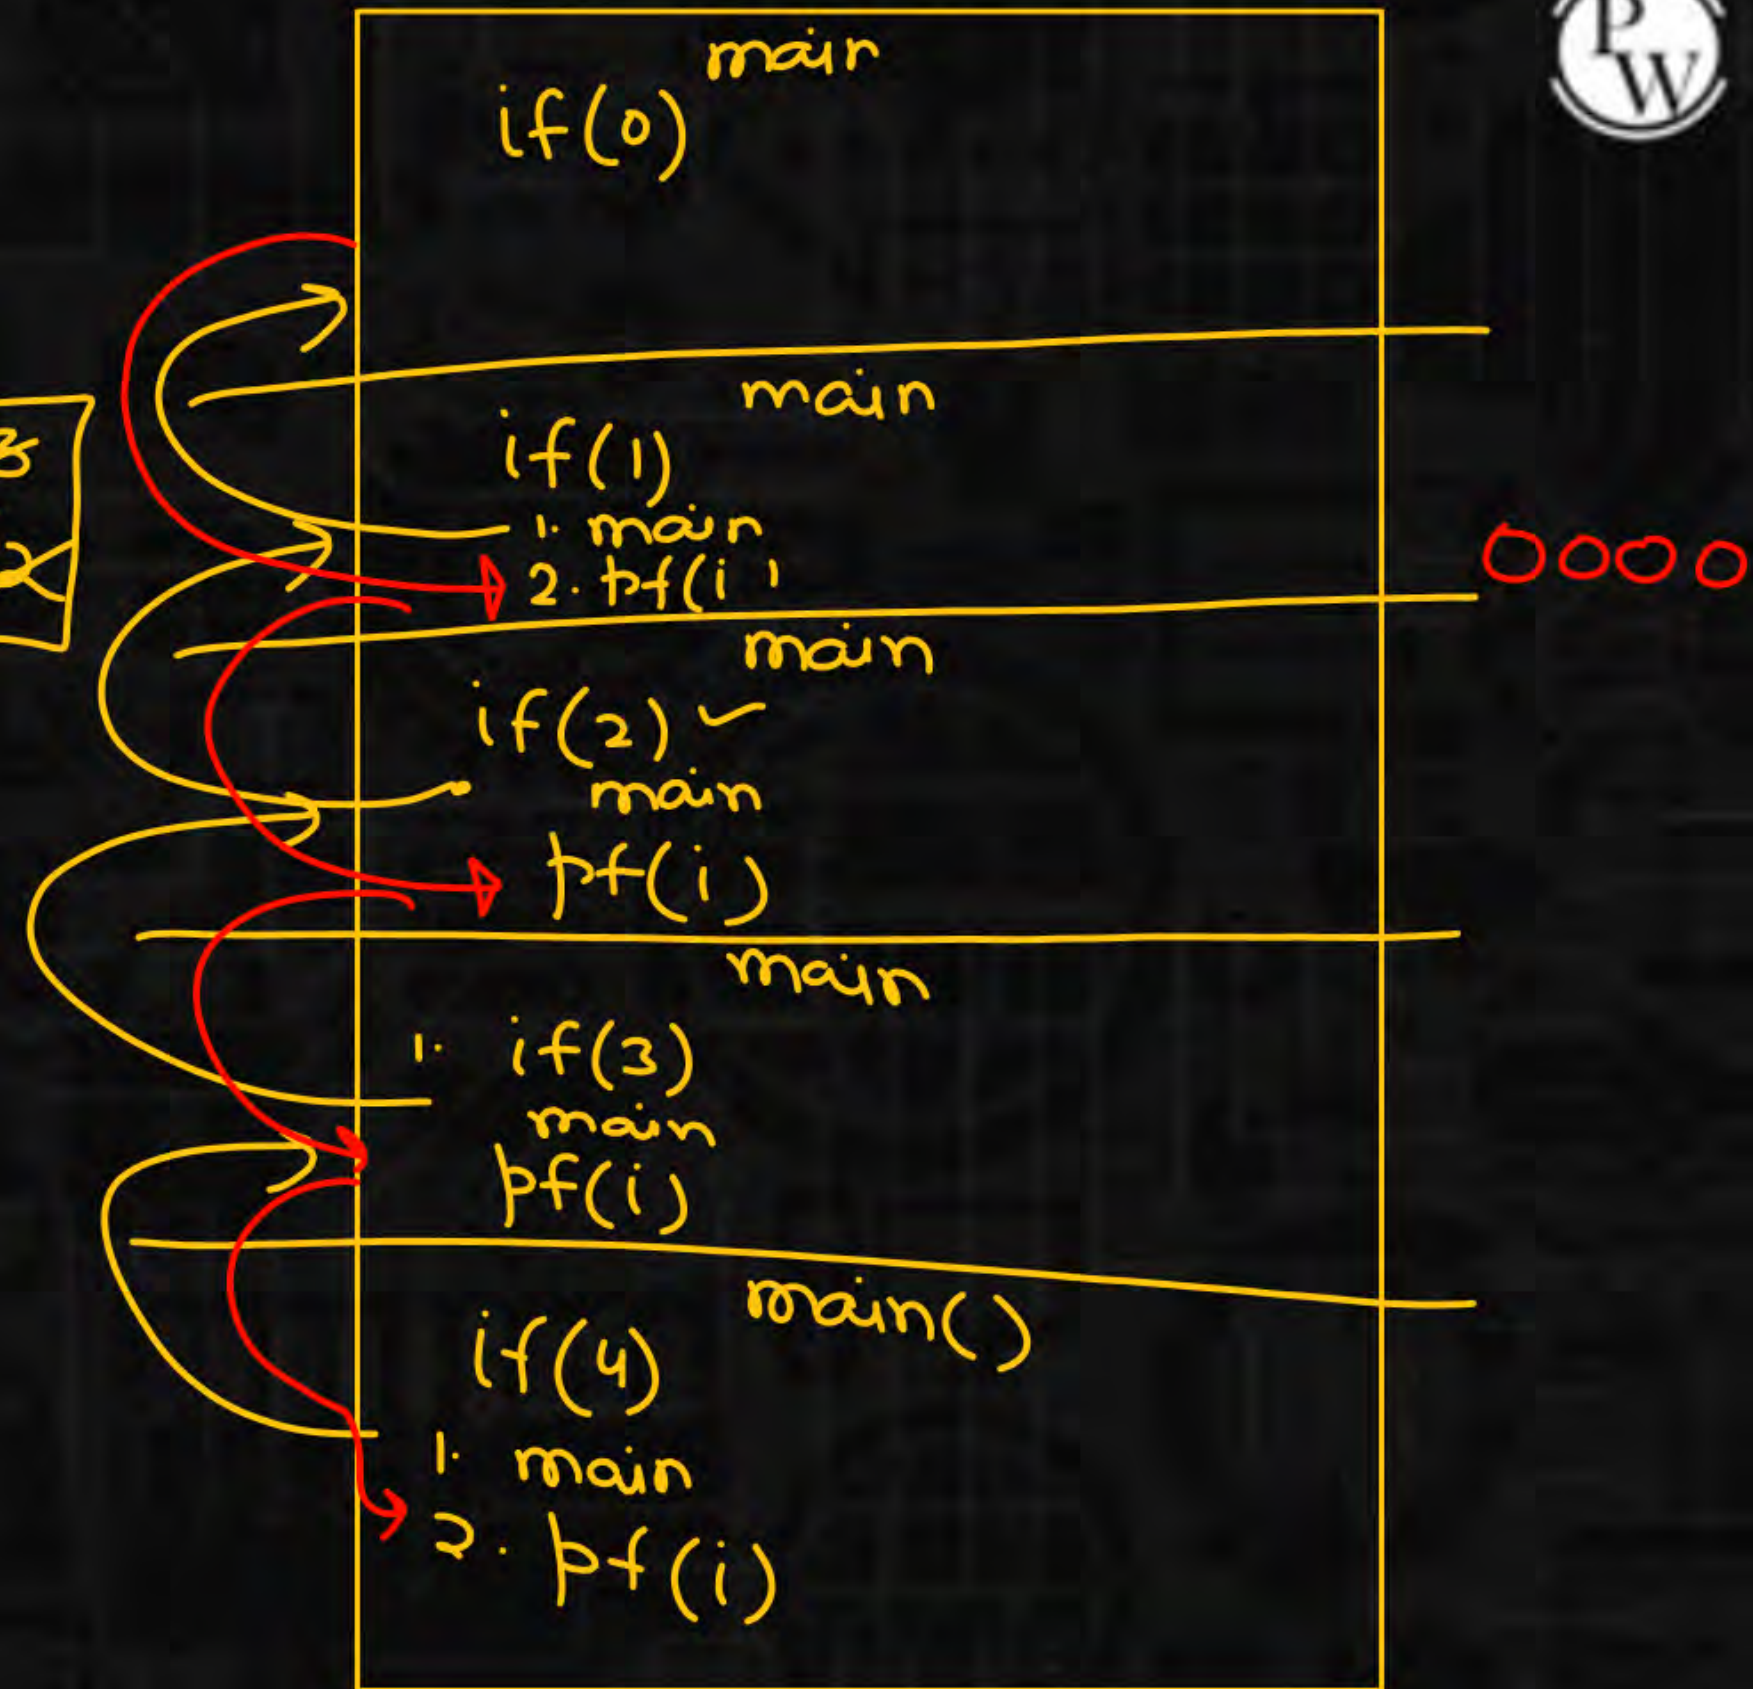 PW
main
if(0)
main
if(1)
1. main
2. pf(i)
0000
main
if(2) ✓
main
pf(i)
main
1. if(3)
main
pf(i)
main()
if(4)
1. main
2. pf(i)